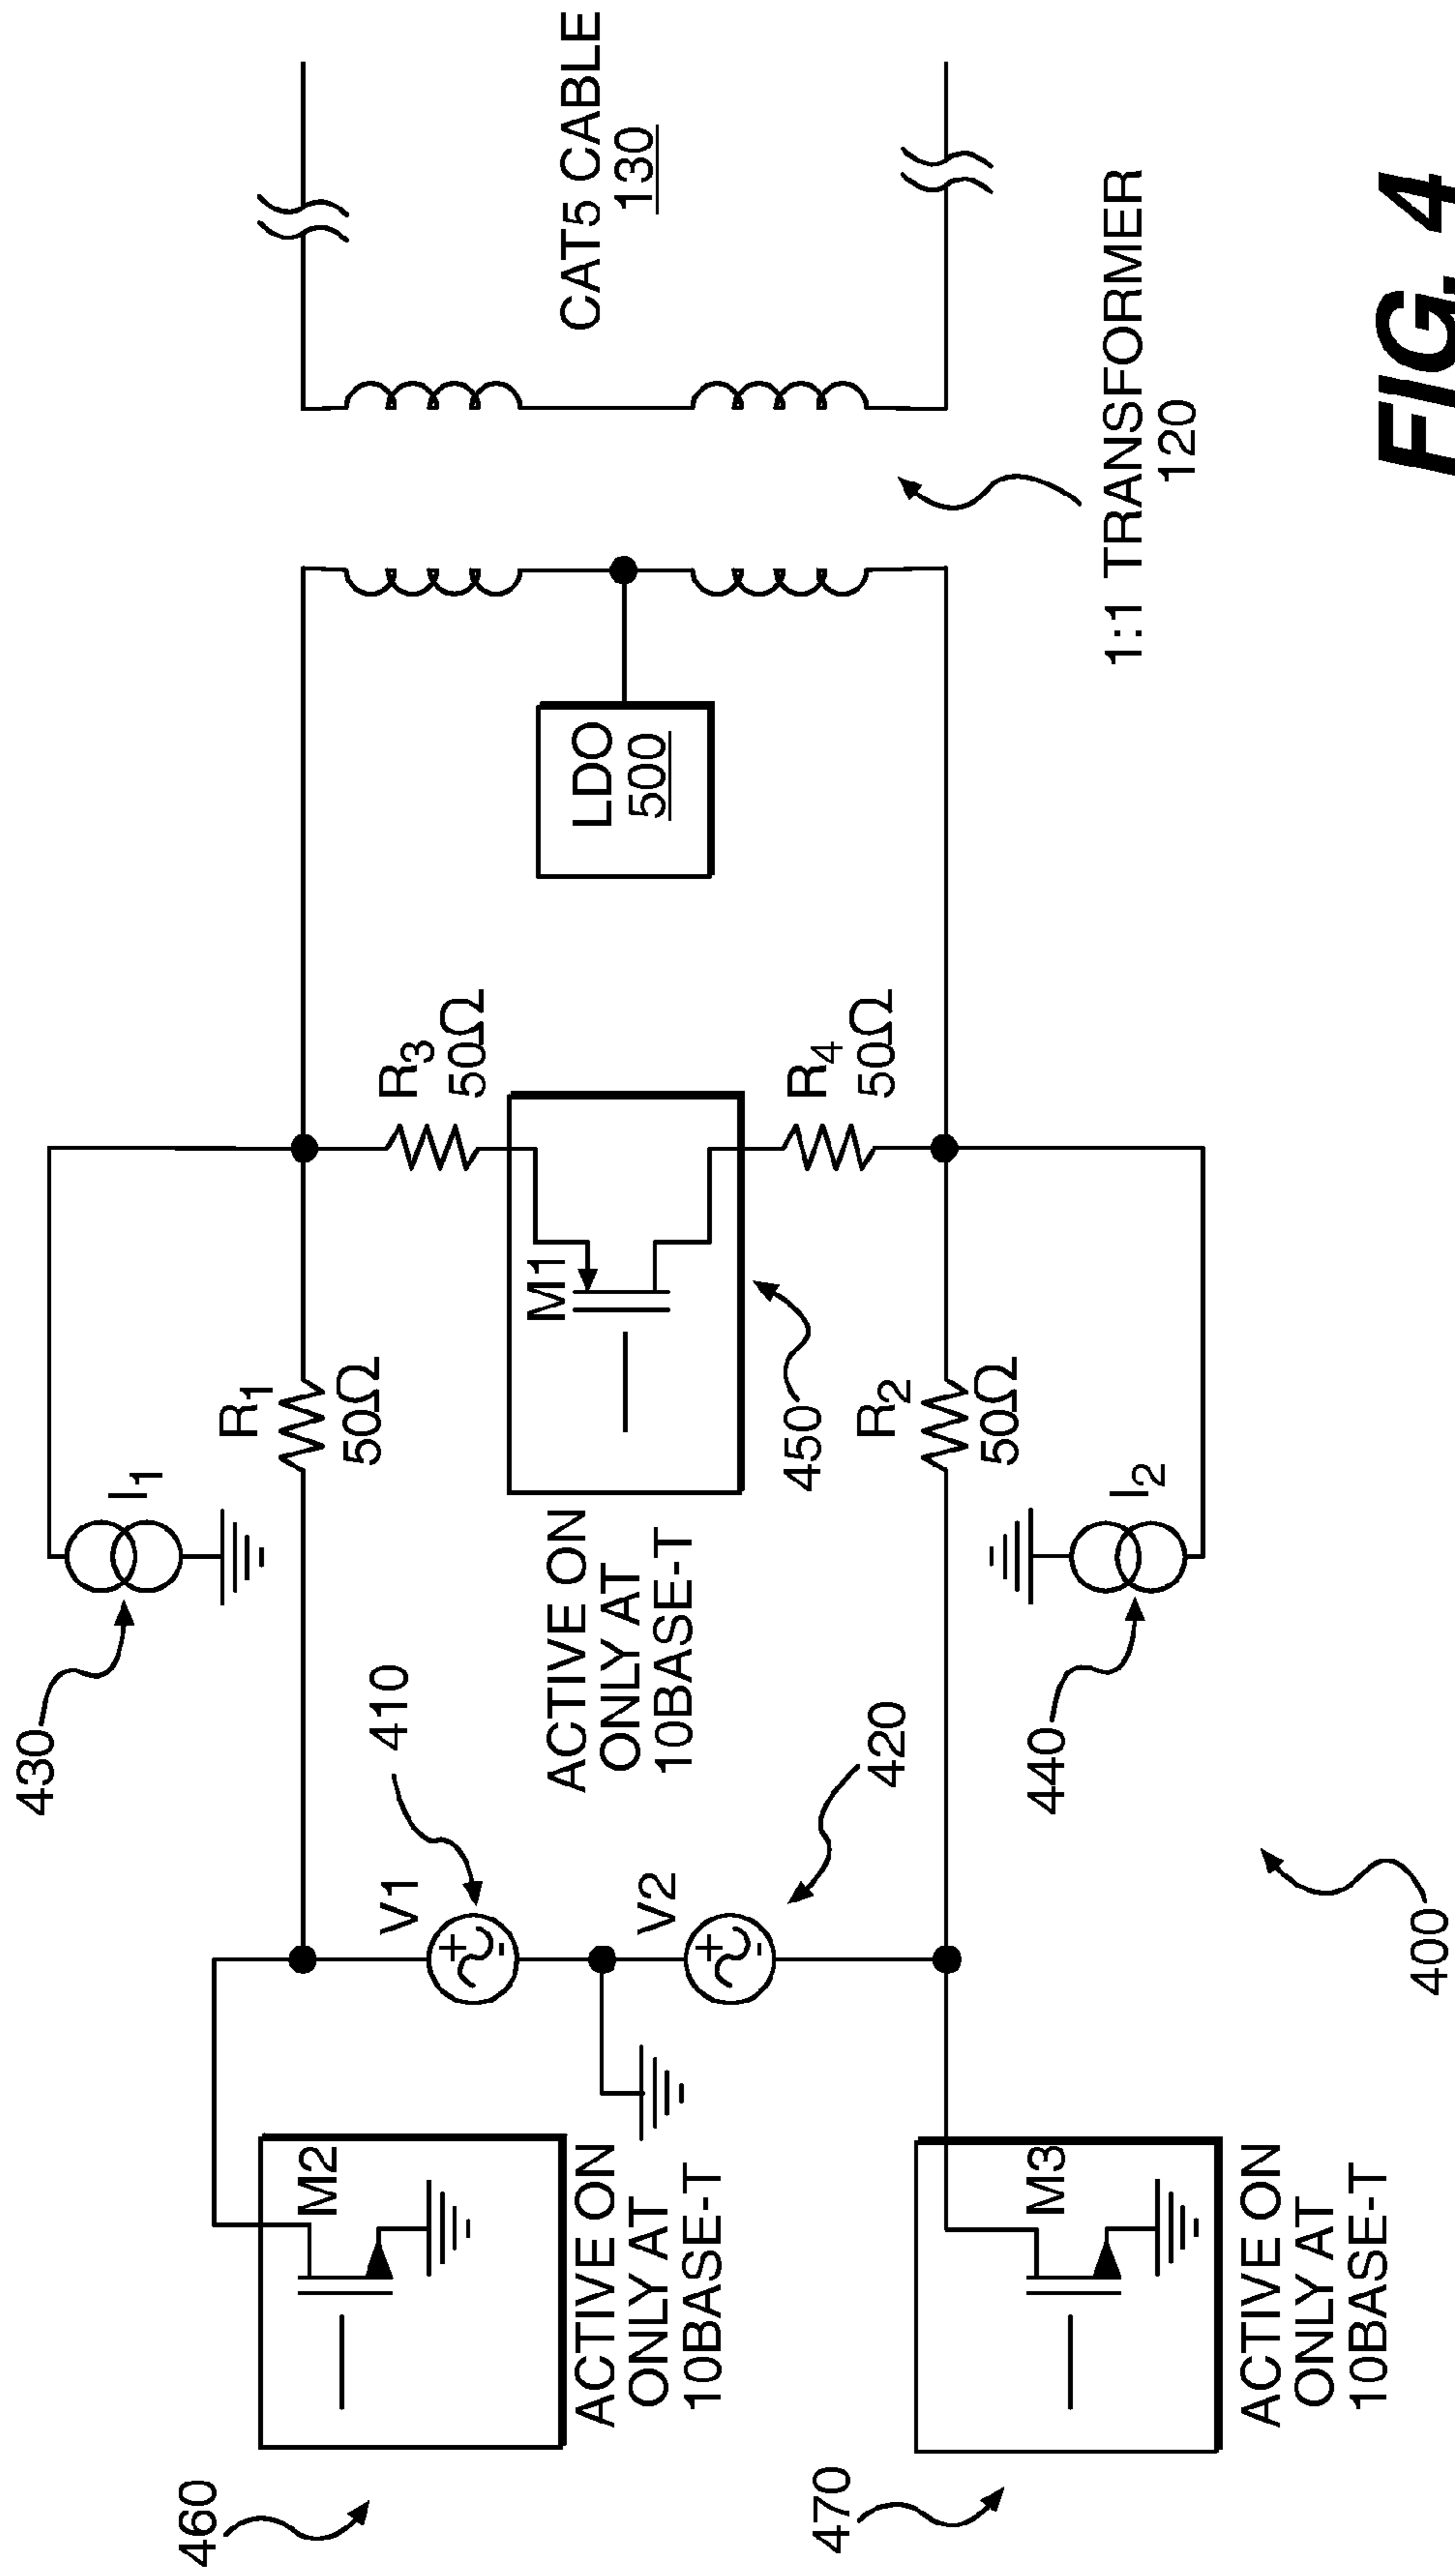 430
I1
R1
50Ω
460
M2
ACTIVE ON
ONLY AT
10BASE-T
V1
410
V2
420
ACTIVE ON
ONLY AT
10BASE-T
M1
450
R3
50Ω
R4
50Ω
LDO
500
CAT5 CABLE
130
R2
50Ω
470
M3
ACTIVE ON
ONLY AT
10BASE-T
440
I2
1:1 TRANSFORMER
120
400
FIG. 4